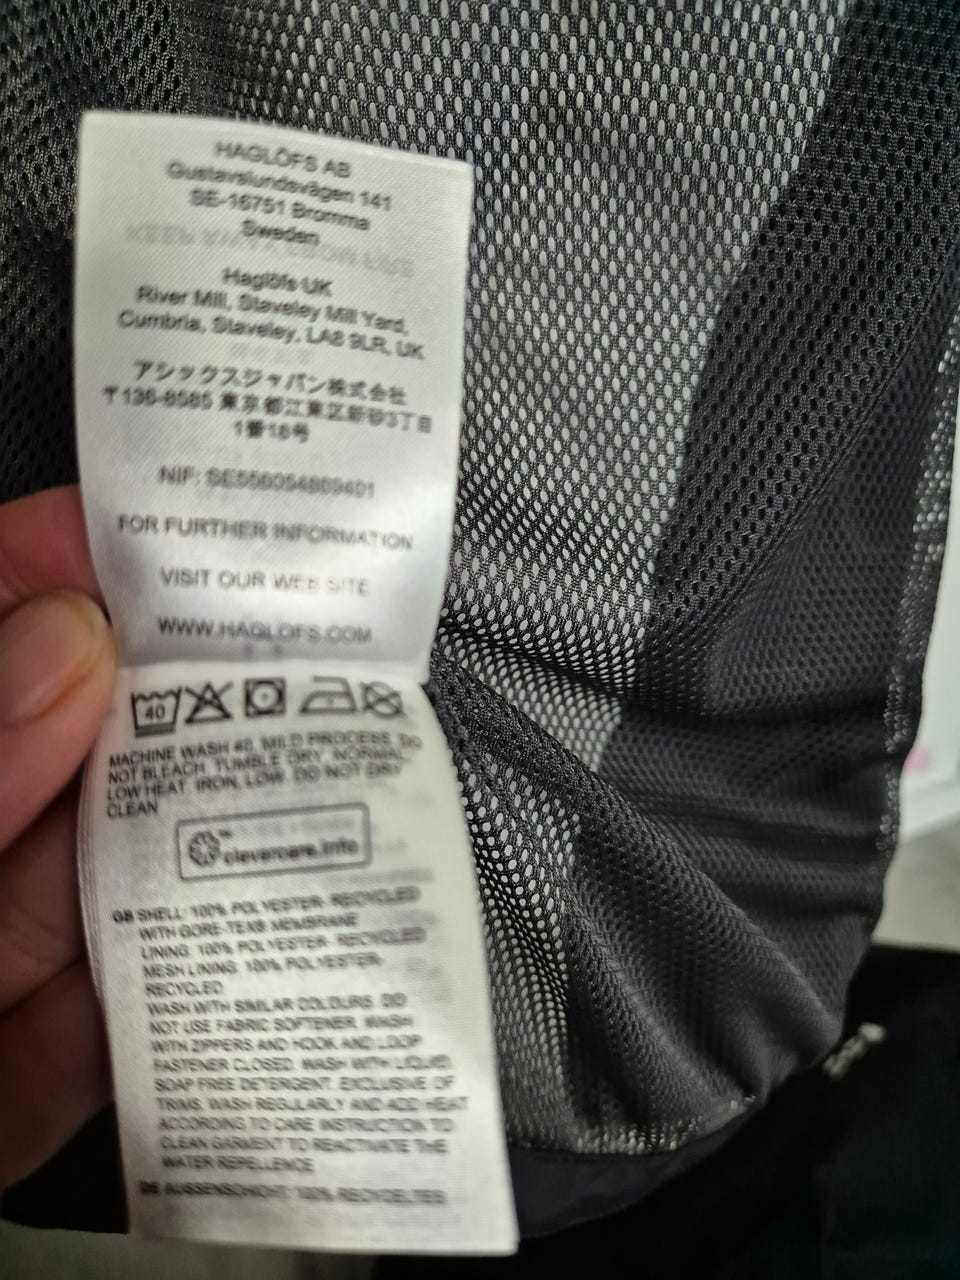 HAGLÖFS AB
Gustavslundsvägen 141
SE-16751 Bromma
Sweden
Haglöfs UK
River Mill, Staveley Mill Yard,
Cumbria, Staveley, LA8 9LR, UK
アシックスジャパン株式会社
〒136-8585 東京都江東区新砂3丁目
1番18号
NIF: SE556054889401
FOR FURTHER INFORMATION
VISIT OUR WEB SITE
WWW.HAGLOFS.COM
40
MACHINE WASH 40, MILD PROCESS, DO
NOT BLEACH, TUMBLE DRY, NORMAL,
LOW HEAT, IRON, LOW, DO NOT DRY
CLEAN
clevercare.info
GB SHELL: 100% POLYESTER- RECYCLED
WITH GORE-TEX® MEMBRANE
LINING: 100% POLYESTER- RECYCLED
MESH LINING: 100% POLYESTER-
RECYCLED
WASH WITH SIMILAR COLOURS. DO
NOT USE FABRIC SOFTENER. WASH
WITH ZIPPERS AND HOOK AND LOOP
FASTENER CLOSED. WASH WITH LIQUID,
SOAP FREE DETERGENT. EXCLUSIVE OF
TRIMS. WASH REGULARLY AND ADD HEAT
ACCORDING TO CARE INSTRUCTION TO
CLEAN GARMENT TO REACTIVATE THE
WATER REPELLENCE.
DE AUSSENSCHICHT: 100% RECYCELTES